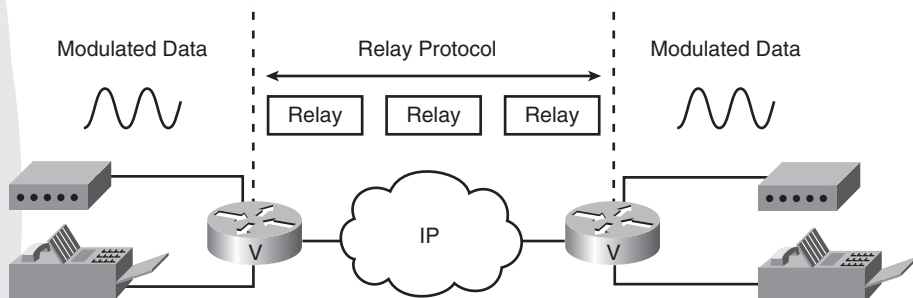 Modulated Data
Relay Protocol
Modulated Data
Relay
Relay
Relay
IP
V
V